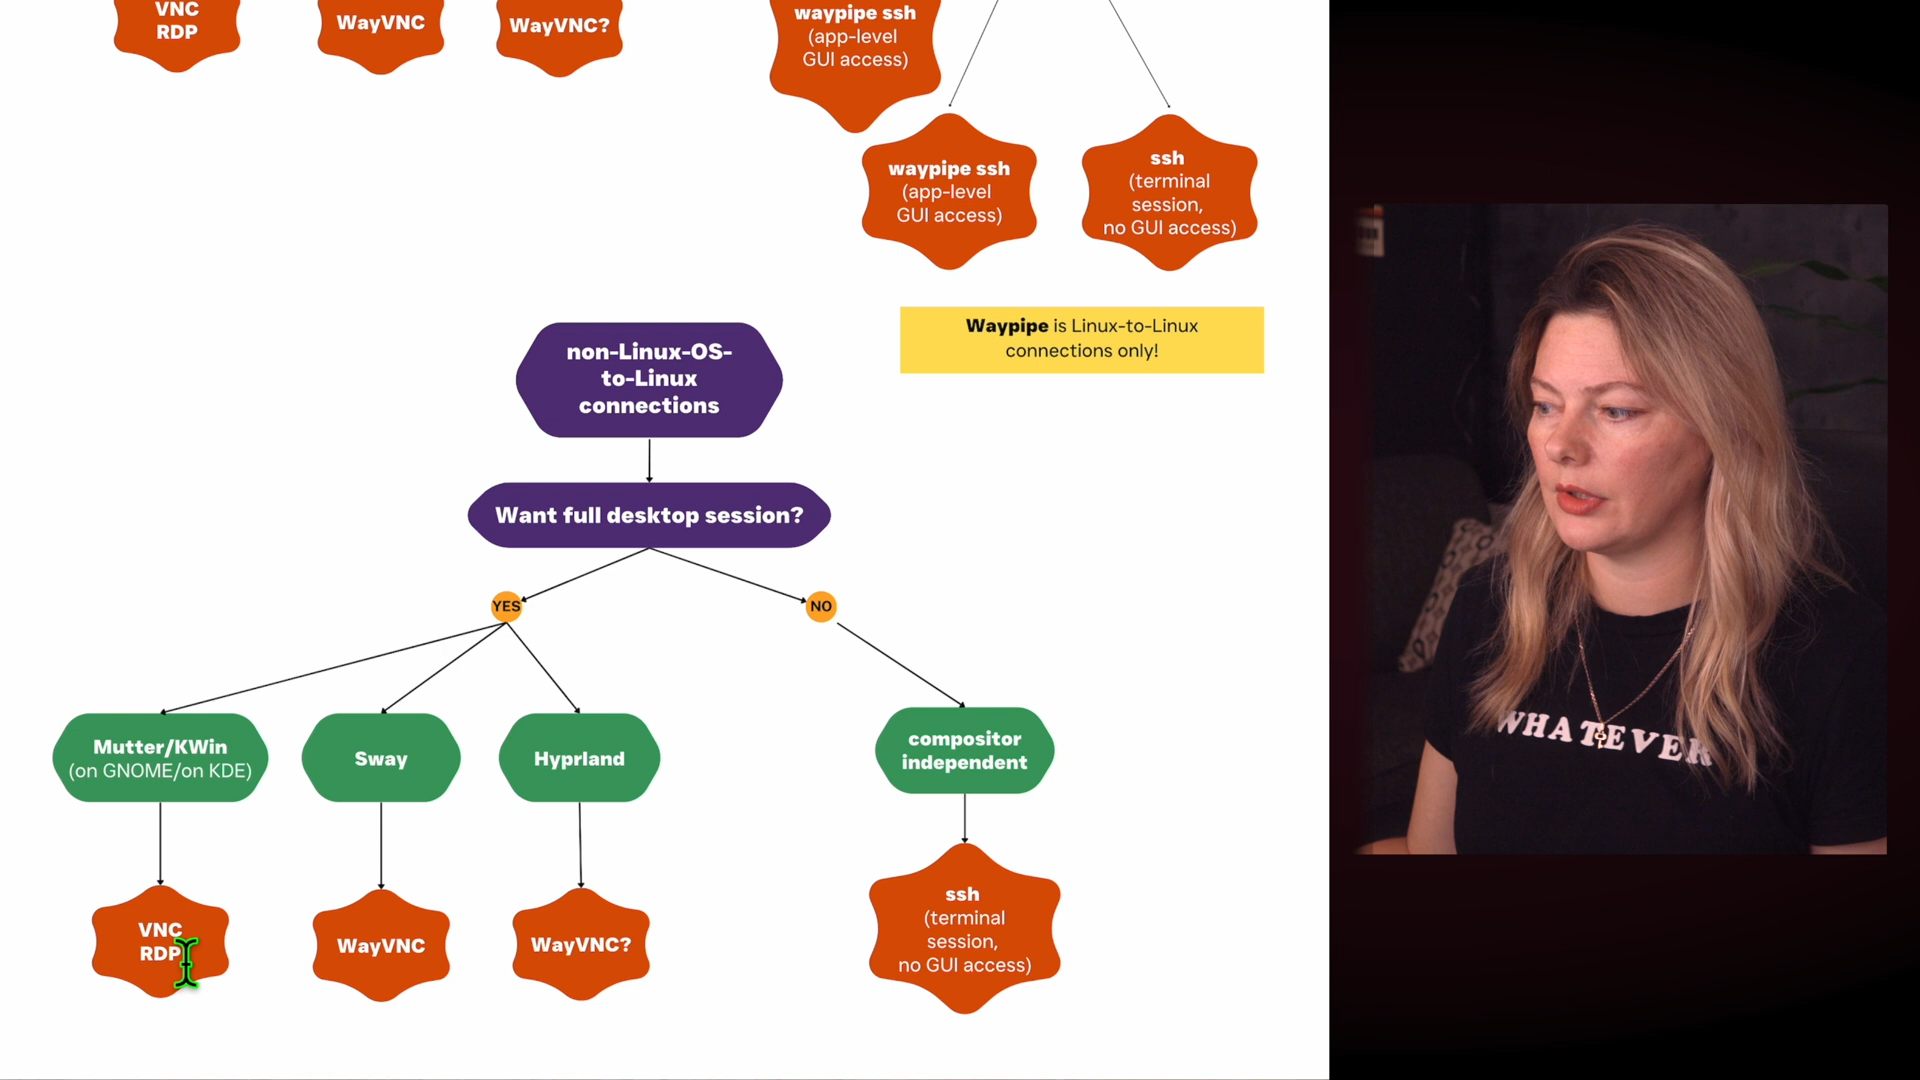 VNC
RDP
WayVNC
WayVNC?
waypipe ssh
(app-level
GUI access)
waypipe ssh
(app-level
GUI access)
ssh
(terminal
session,
no GUI access)
Waypipe is Linux-to-Linux
connections only!
non-Linux-OS-
to-Linux
connections
Want full desktop session?
YES
NO
Mutter/KWin
(on GNOME/on KDE)
Sway
Hyprland
compositor
independent
VNC
RDP
WayVNC
WayVNC?
ssh
(terminal
session,
no GUI access)
WHATEVER